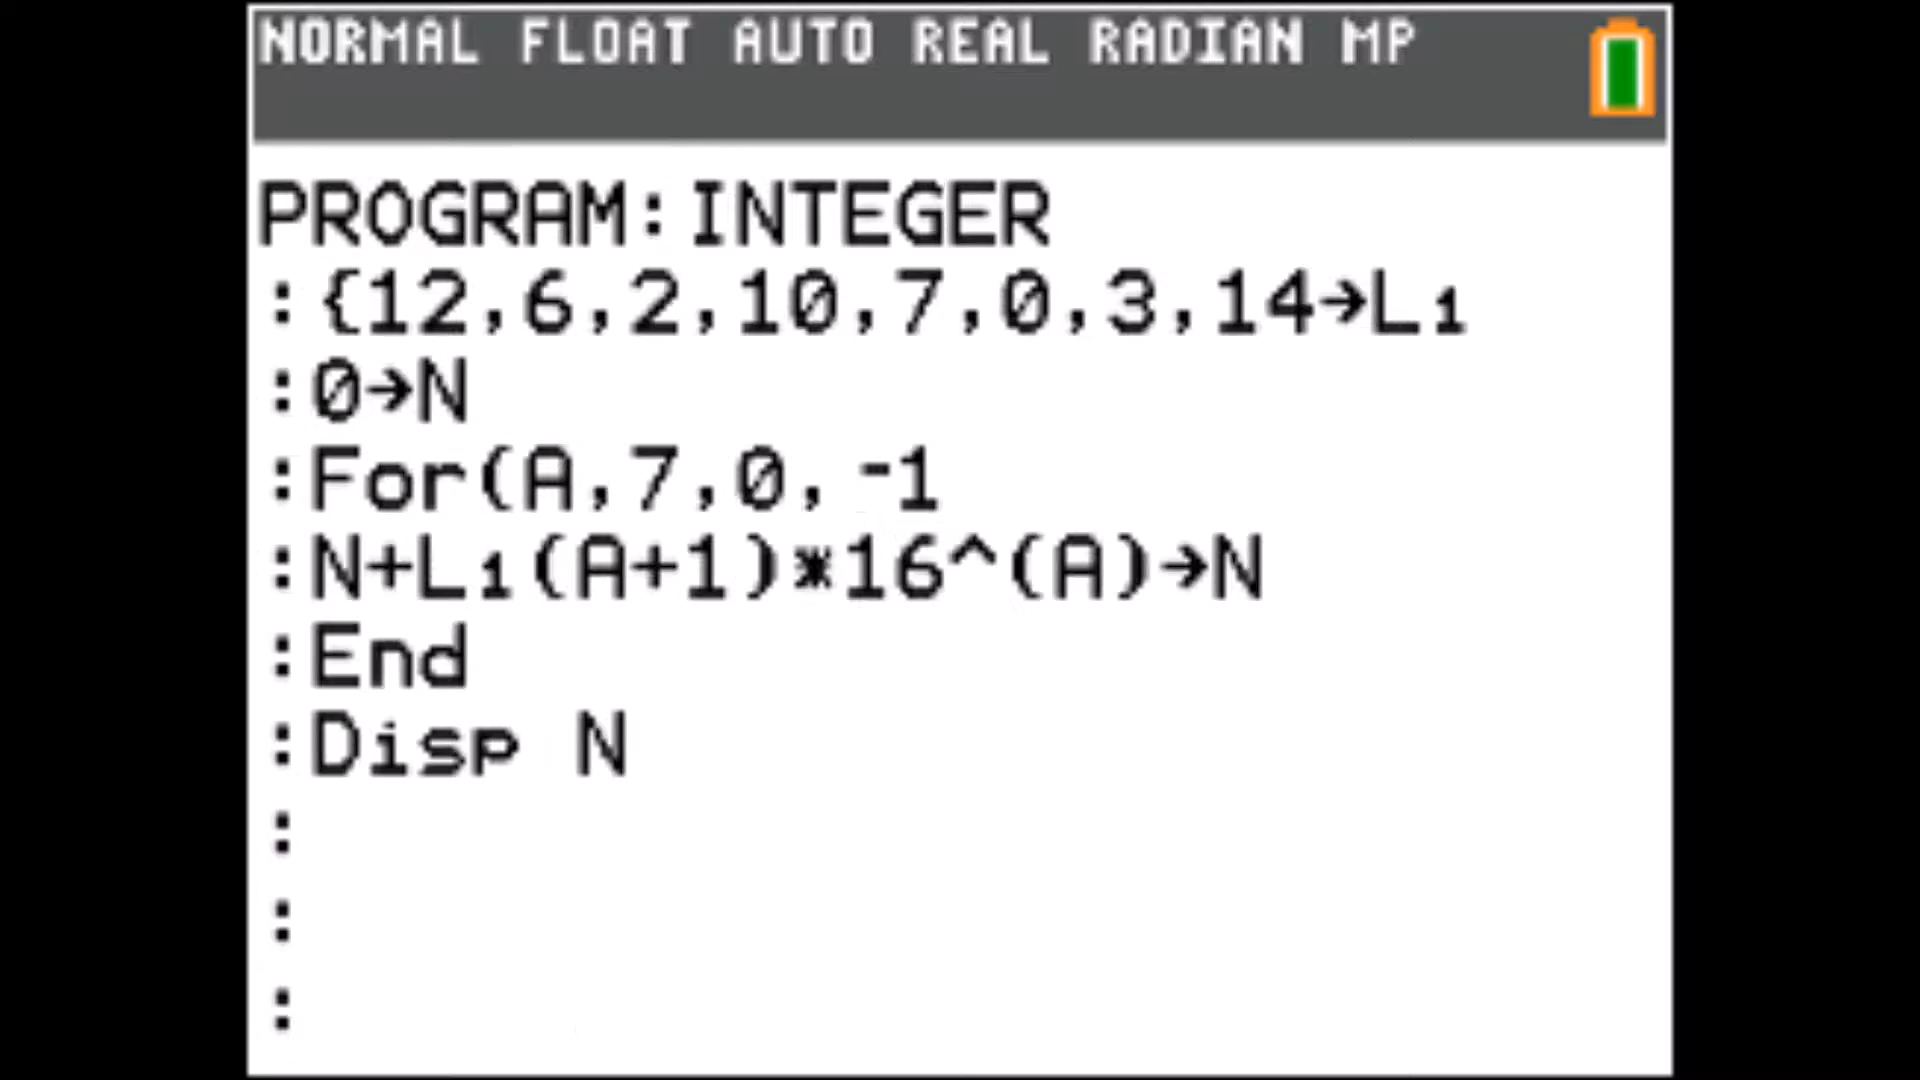 NORMAL FLOAT AUTO REAL RADIAN MP
PROGRAM:INTEGER
:{12,6,2,10,7,0,3,14→L₁
:0→N
:For(A,7,0,⁻1
:N+L₁(A+1)*16^(A)→N
:End
:Disp N
:
:
: